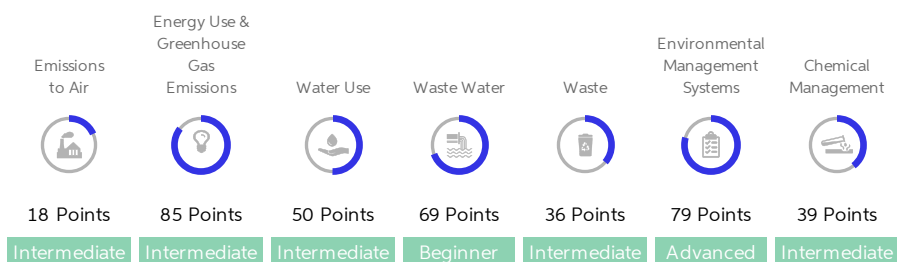 Emissions
to Air
Energy Use &
Greenhouse
Gas
Emissions
Water Use
Waste Water
Waste
Environmental
Management
Systems
Chemical
Management
18 Points
85 Points
50 Points
69 Points
36 Points
79 Points
39 Points
Intermediate
Intermediate
Intermediate
Beginner
Intermediate
Advanced
Intermediate